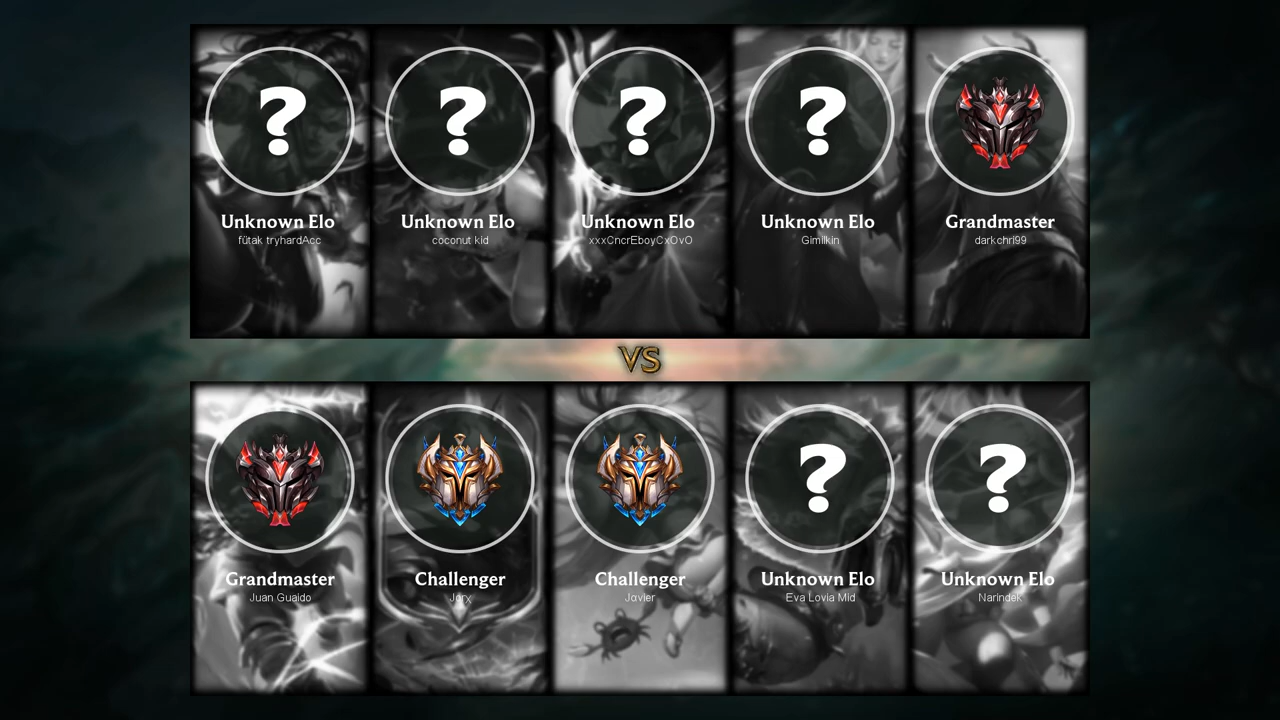 ?
?
?
?
Unknown Elo
Unknown Elo
Unknown Elo
Unknown Elo
Grandmaster
fütak tryhardAcc
coconut kid
xxxCncrEboyCxOvO
Gimilkin
darkchri99
VS
?
?
Grandmaster
Challenger
Challenger
Unknown Elo
Unknown Elo
Juan Guaido
Javier
Eva Lovia Mid
Narindek